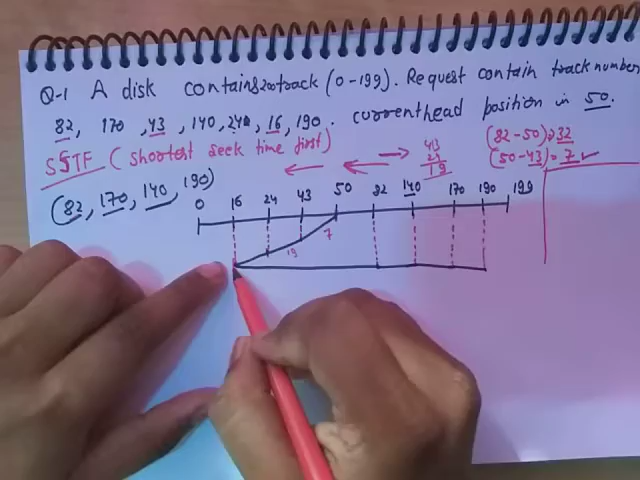 Q-1 A disk contains 200 track (0-199). Request contain track number
82, 170, 43, 140, 24, 16, 190. current head position in 50.
SSTF (shortest seek time first)
43
24
19
(82-50)=32
(50-43)=7
(82, 170, 140, 190)
0 16 24 43 50 82 140 170 190 199
19 7